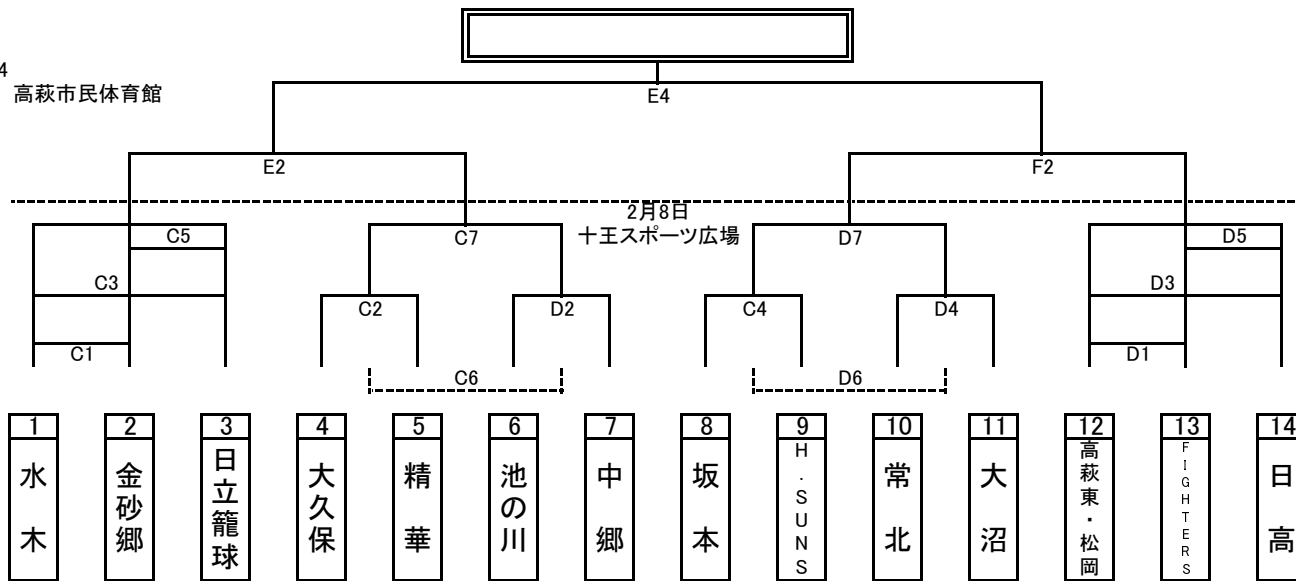 4
高萩市民体育館
E4
E2
F2
2月8日
十王スポーツ広場
C5
C7
D7
D5
C3
D3
C2
D2
C4
D4
C1
D1
C6
D6
1 2 3 4 5 6 7 8 9 10 11 12 13 14
水木
金砂郷
日立籠球
大久保
精華
池の川
中郷
坂本
H.SUNS
常北
大沼
高萩東・松岡
FIGHTERS
日高